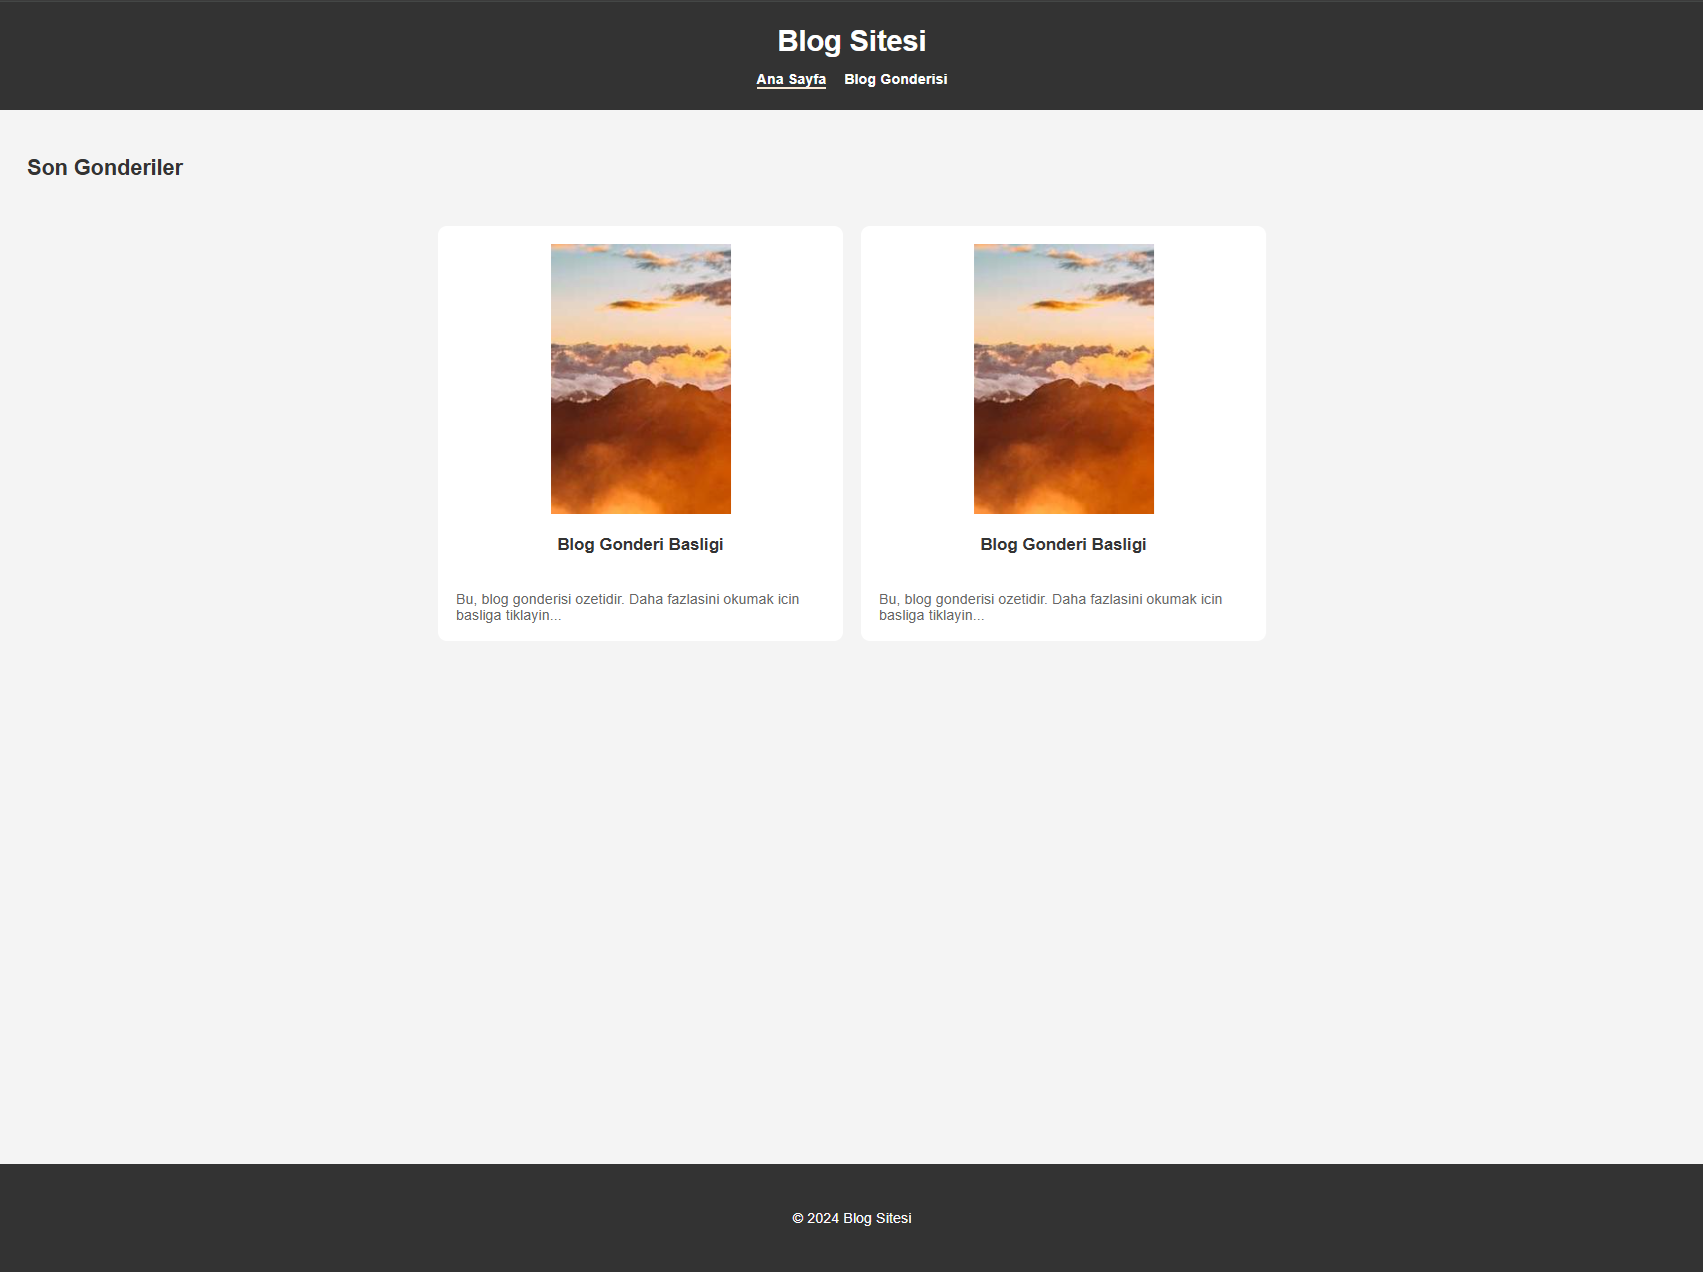 Blog Sitesi
Ana Sayfa Blog Gonderisi
Son Gonderiler
Blog Gonderi Basligi
Bu, blog gonderisi ozetidir. Daha fazlasini okumak icin
basliga tiklayin...
Blog Gonderi Basligi
Bu, blog gonderisi ozetidir. Daha fazlasini okumak icin
basliga tiklayin...
© 2024 Blog Sitesi